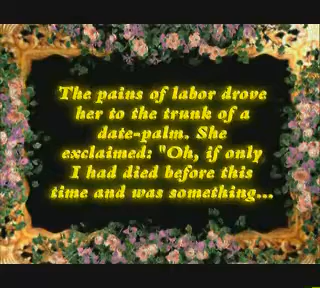 The pains of labor drove
her to the trunk of a
date-palm. She
exclaimed: "Oh, if only
I had died before this
time and was something...